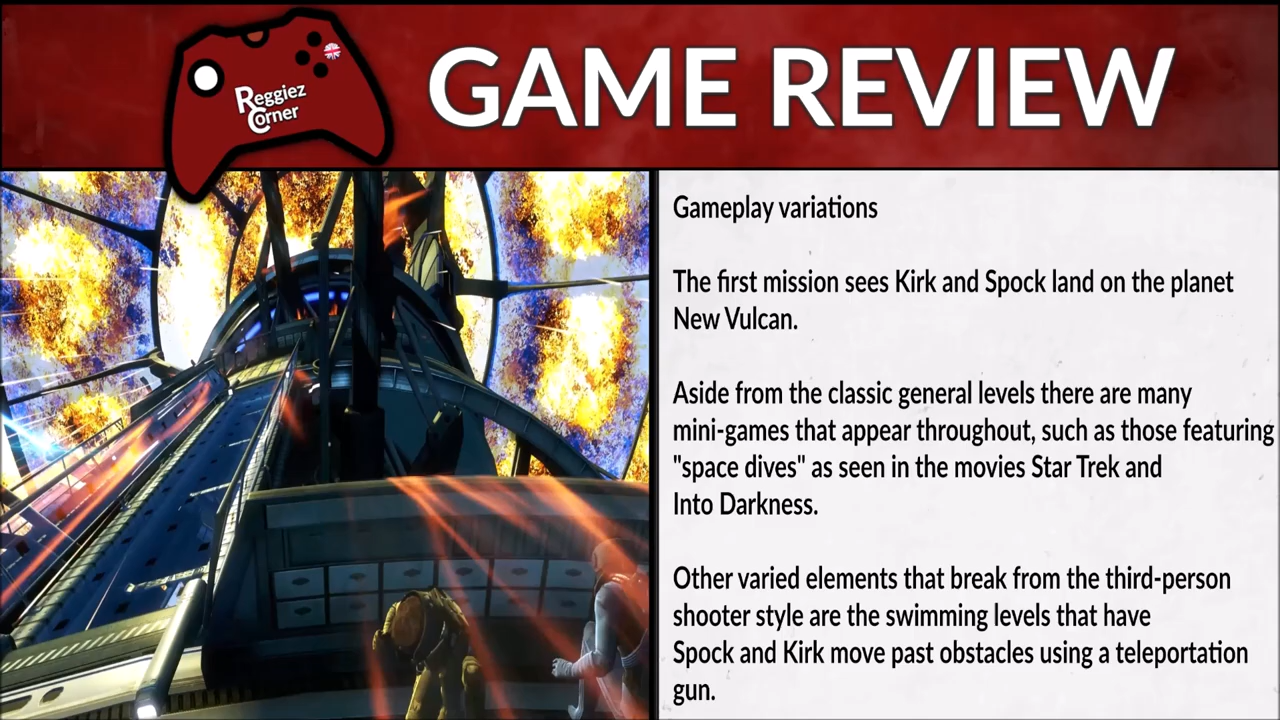 Reggiez
Corner
GAME REVIEW
Gameplay variations
The first mission sees Kirk and Spock land on the planet
New Vulcan.
Aside from the classic general levels there are many
mini-games that appear throughout, such as those featuring
"space dives" as seen in the movies Star Trek and
Into Darkness.
Other varied elements that break from the third-person
shooter style are the swimming levels that have
Spock and Kirk move past obstacles using a teleportation
gun.